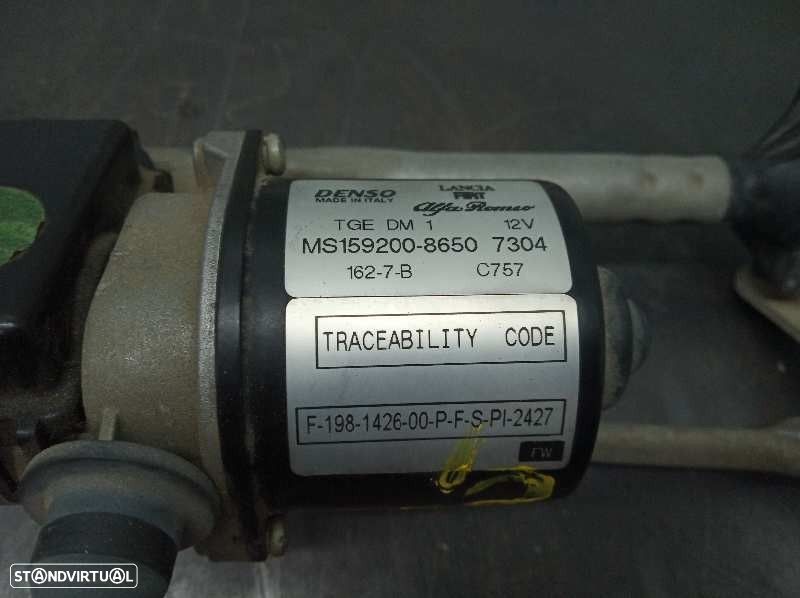 DENSO
MADE IN ITALY
LANCIA
FIAT
Alfa Romeo
TGE DM 1 12V
MS159200-8650 7304
162-7-B C757
TRACEABILITY CODE
F-198-1426-00-P-F-S-PI-2427
FW
STANDVIRTUAL